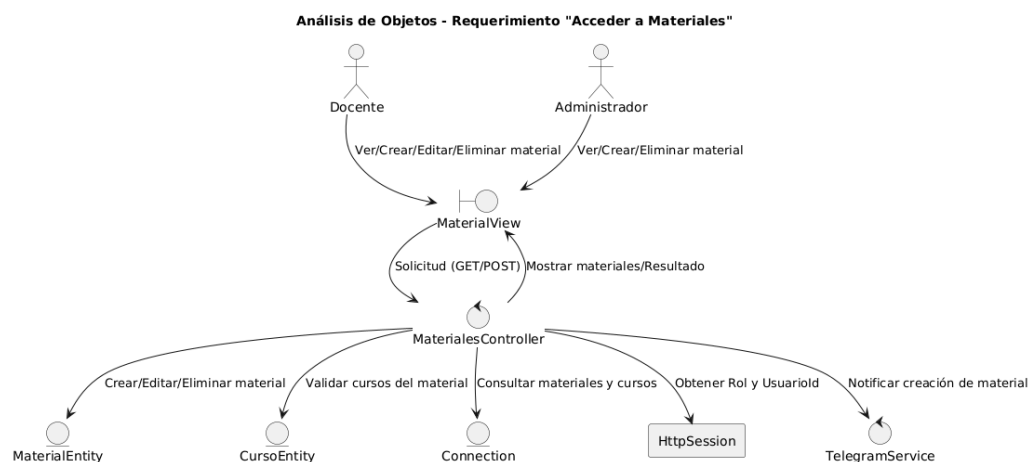 Análisis de Objetos - Requerimiento "Acceder a Materiales"
Docente
Administrador
Ver/Crear/Editar/Eliminar material
Ver/Crear/Eliminar material
MaterialView
Solicitud (GET/POST)
Mostrar materiales/Resultado
MaterialesController
Crear/Editar/Eliminar material
Validar cursos del material
Consultar materiales y cursos
Obtener Rol y UsuarioId
Notificar creación de material
MaterialEntity
CursoEntity
Connection
HttpSession
TelegramService